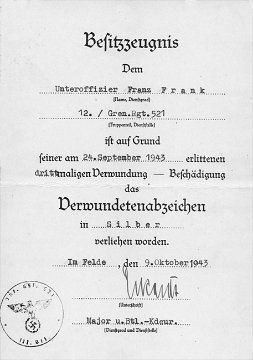 Besitzzeugnis
Dem
Unteroffizier Franz Frank
(Name, Dienstgrad)
12. / Gren.Rgt.521
(Truppenteil, Dienststelle)
ist auf Grund
seiner am 24.September 1943 erlittenen
drittmaligen Verwundung — Beschädigung
das
Verwundetenabzeichen
in Silber
verliehen worden.
Im Felde, den 9.Oktober 1943
(Unterschrift)
Major u.Btl.-Kdeur.
(Dienstgrad und Dienststelle)